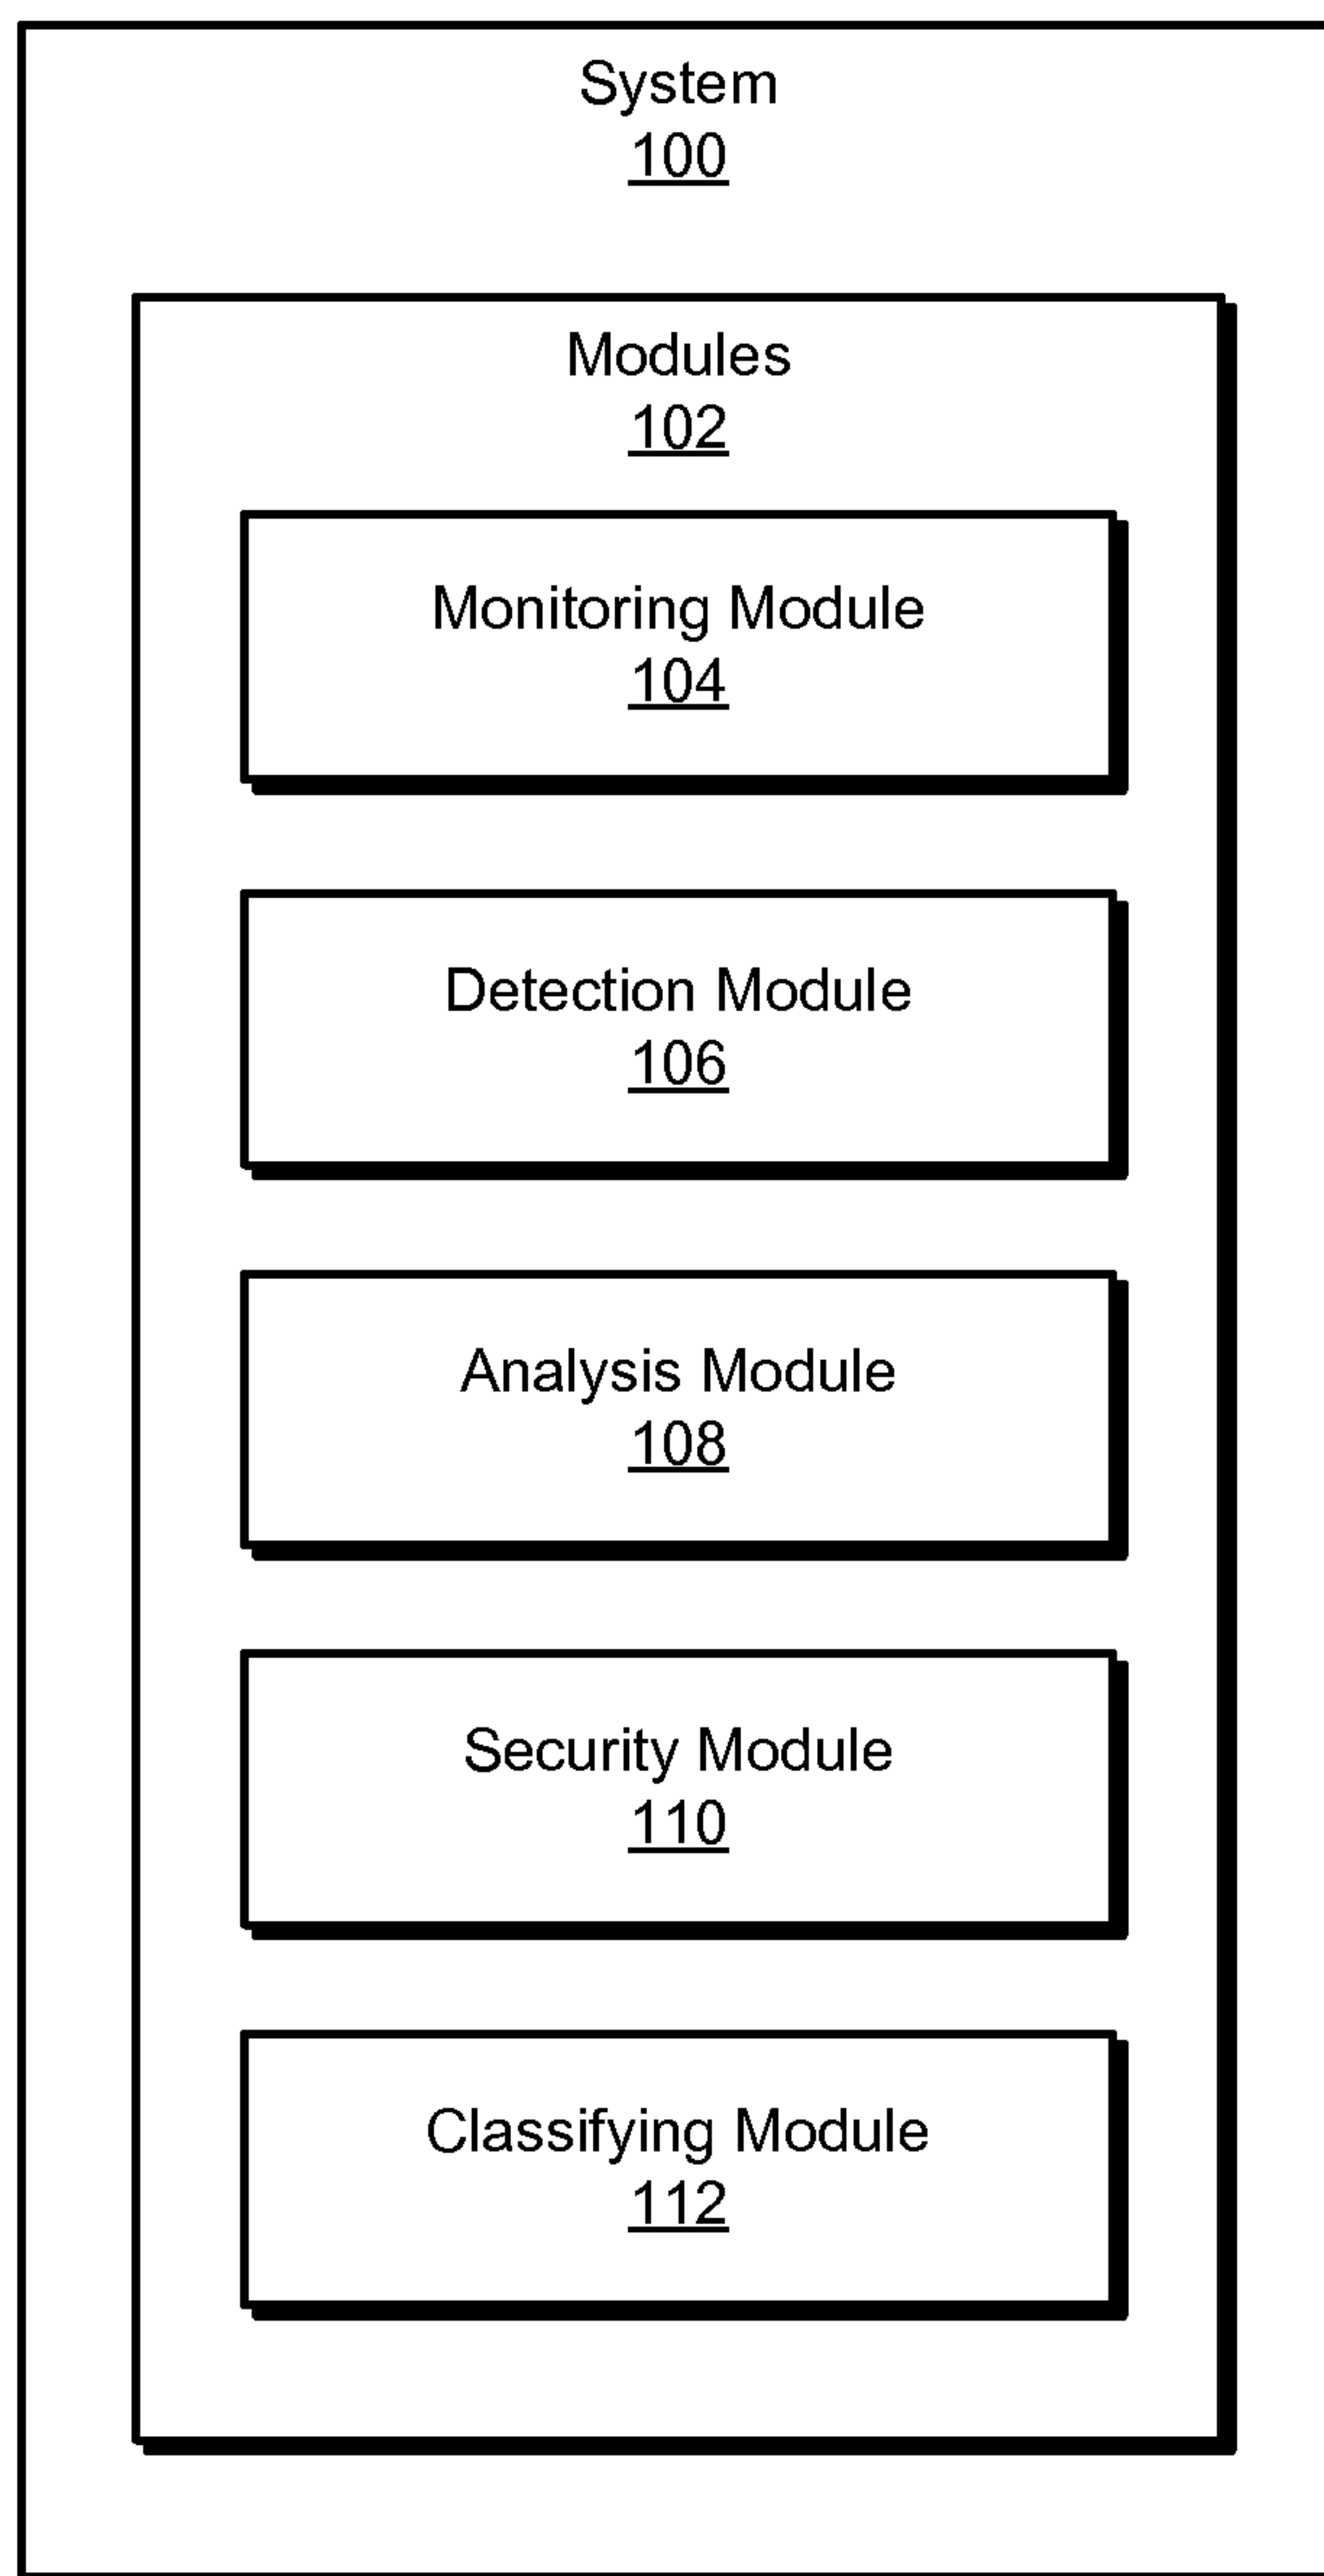 System
100
Modules
102
Monitoring Module
104
Detection Module
106
Analysis Module
108
Security Module
110
Classifying Module
112